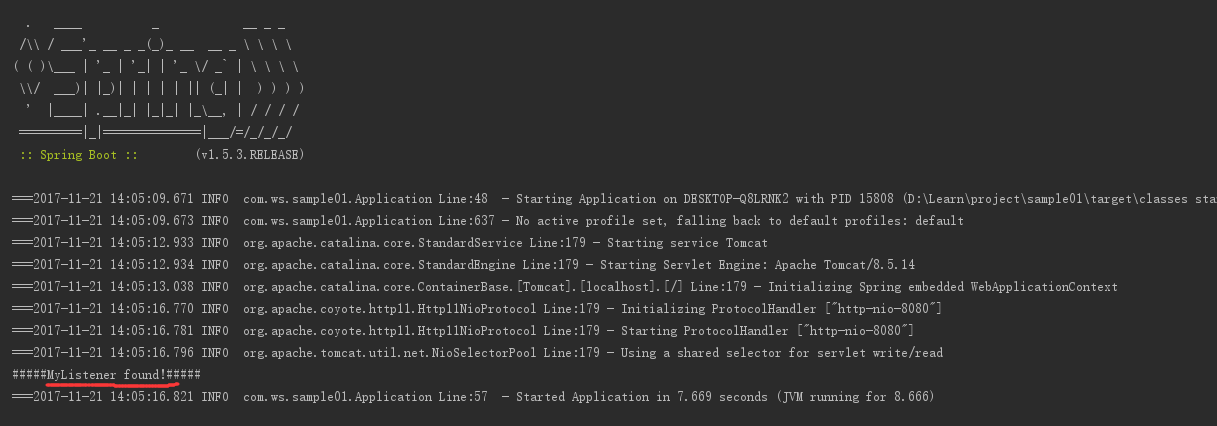 .   ____          _            __ _ _
 /\\ / ___'_ __ _ _(_)_ __  __ _ \ \ \ \
( ( )\___ | '_ | '_| | '_ \/ _` | \ \ \ \
 \\/  ___)| |_)| | | | | || (_| |  ) ) ) )
  '  |____| .__|_| |_|_| |_\__, | / / / /
 =========|_|==============|___/=/_/_/_/
 :: Spring Boot ::        (v1.5.3.RELEASE)
===2017-11-21 14:05:09.671 INFO  com.ws.sample01.Application Line:48  - Starting Application on DESKTOP-Q8LRNK2 with PID 15808 (D:\Learn\project\sample01\target\classes sta
===2017-11-21 14:05:09.673 INFO  com.ws.sample01.Application Line:637 - No active profile set, falling back to default profiles: default
===2017-11-21 14:05:12.933 INFO  org.apache.catalina.core.StandardService Line:179 - Starting service Tomcat
===2017-11-21 14:05:12.934 INFO  org.apache.catalina.core.StandardEngine Line:179 - Starting Servlet Engine: Apache Tomcat/8.5.14
===2017-11-21 14:05:13.038 INFO  org.apache.catalina.core.ContainerBase.[Tomcat].[localhost].[/] Line:179 - Initializing Spring embedded WebApplicationContext
===2017-11-21 14:05:16.770 INFO  org.apache.coyote.http11.Http11NioProtocol Line:179 - Initializing ProtocolHandler ["http-nio-8080"]
===2017-11-21 14:05:16.781 INFO  org.apache.coyote.http11.Http11NioProtocol Line:179 - Starting ProtocolHandler ["http-nio-8080"]
===2017-11-21 14:05:16.796 INFO  org.apache.tomcat.util.net.NioSelectorPool Line:179 - Using a shared selector for servlet write/read
#####MyListener found!#####
===2017-11-21 14:05:16.821 INFO  com.ws.sample01.Application Line:57  - Started Application in 7.669 seconds (JVM running for 8.666)